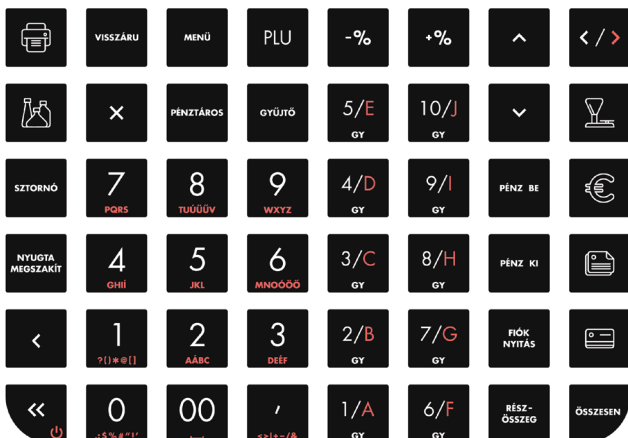 VISSZÁRU MENÜ PLU -% +% < / >
× PÉNZTÁROS GYŰJTŐ 5/E GY 10/J GY
SZTORNÓ 7 PQRS 8 TUÚÜŰV 9 WXYZ 4/D GY 9/I GY PÉNZ BE €
NYUGTA MEGSZAKÍT 4 GHIÍ 5 JKL 6 MNOÓÖŐ 3/C GY 8/H GY PÉNZ KI
< 1 ?()*@[] 2 AÁBC 3 DEÉF 2/B GY 7/G GY FIÓK NYITÁS
<< 0 .:$%#"!' 00 , <>|+-/& 1/A GY 6/F GY RÉSZ-ÖSSZEG ÖSSZESEN